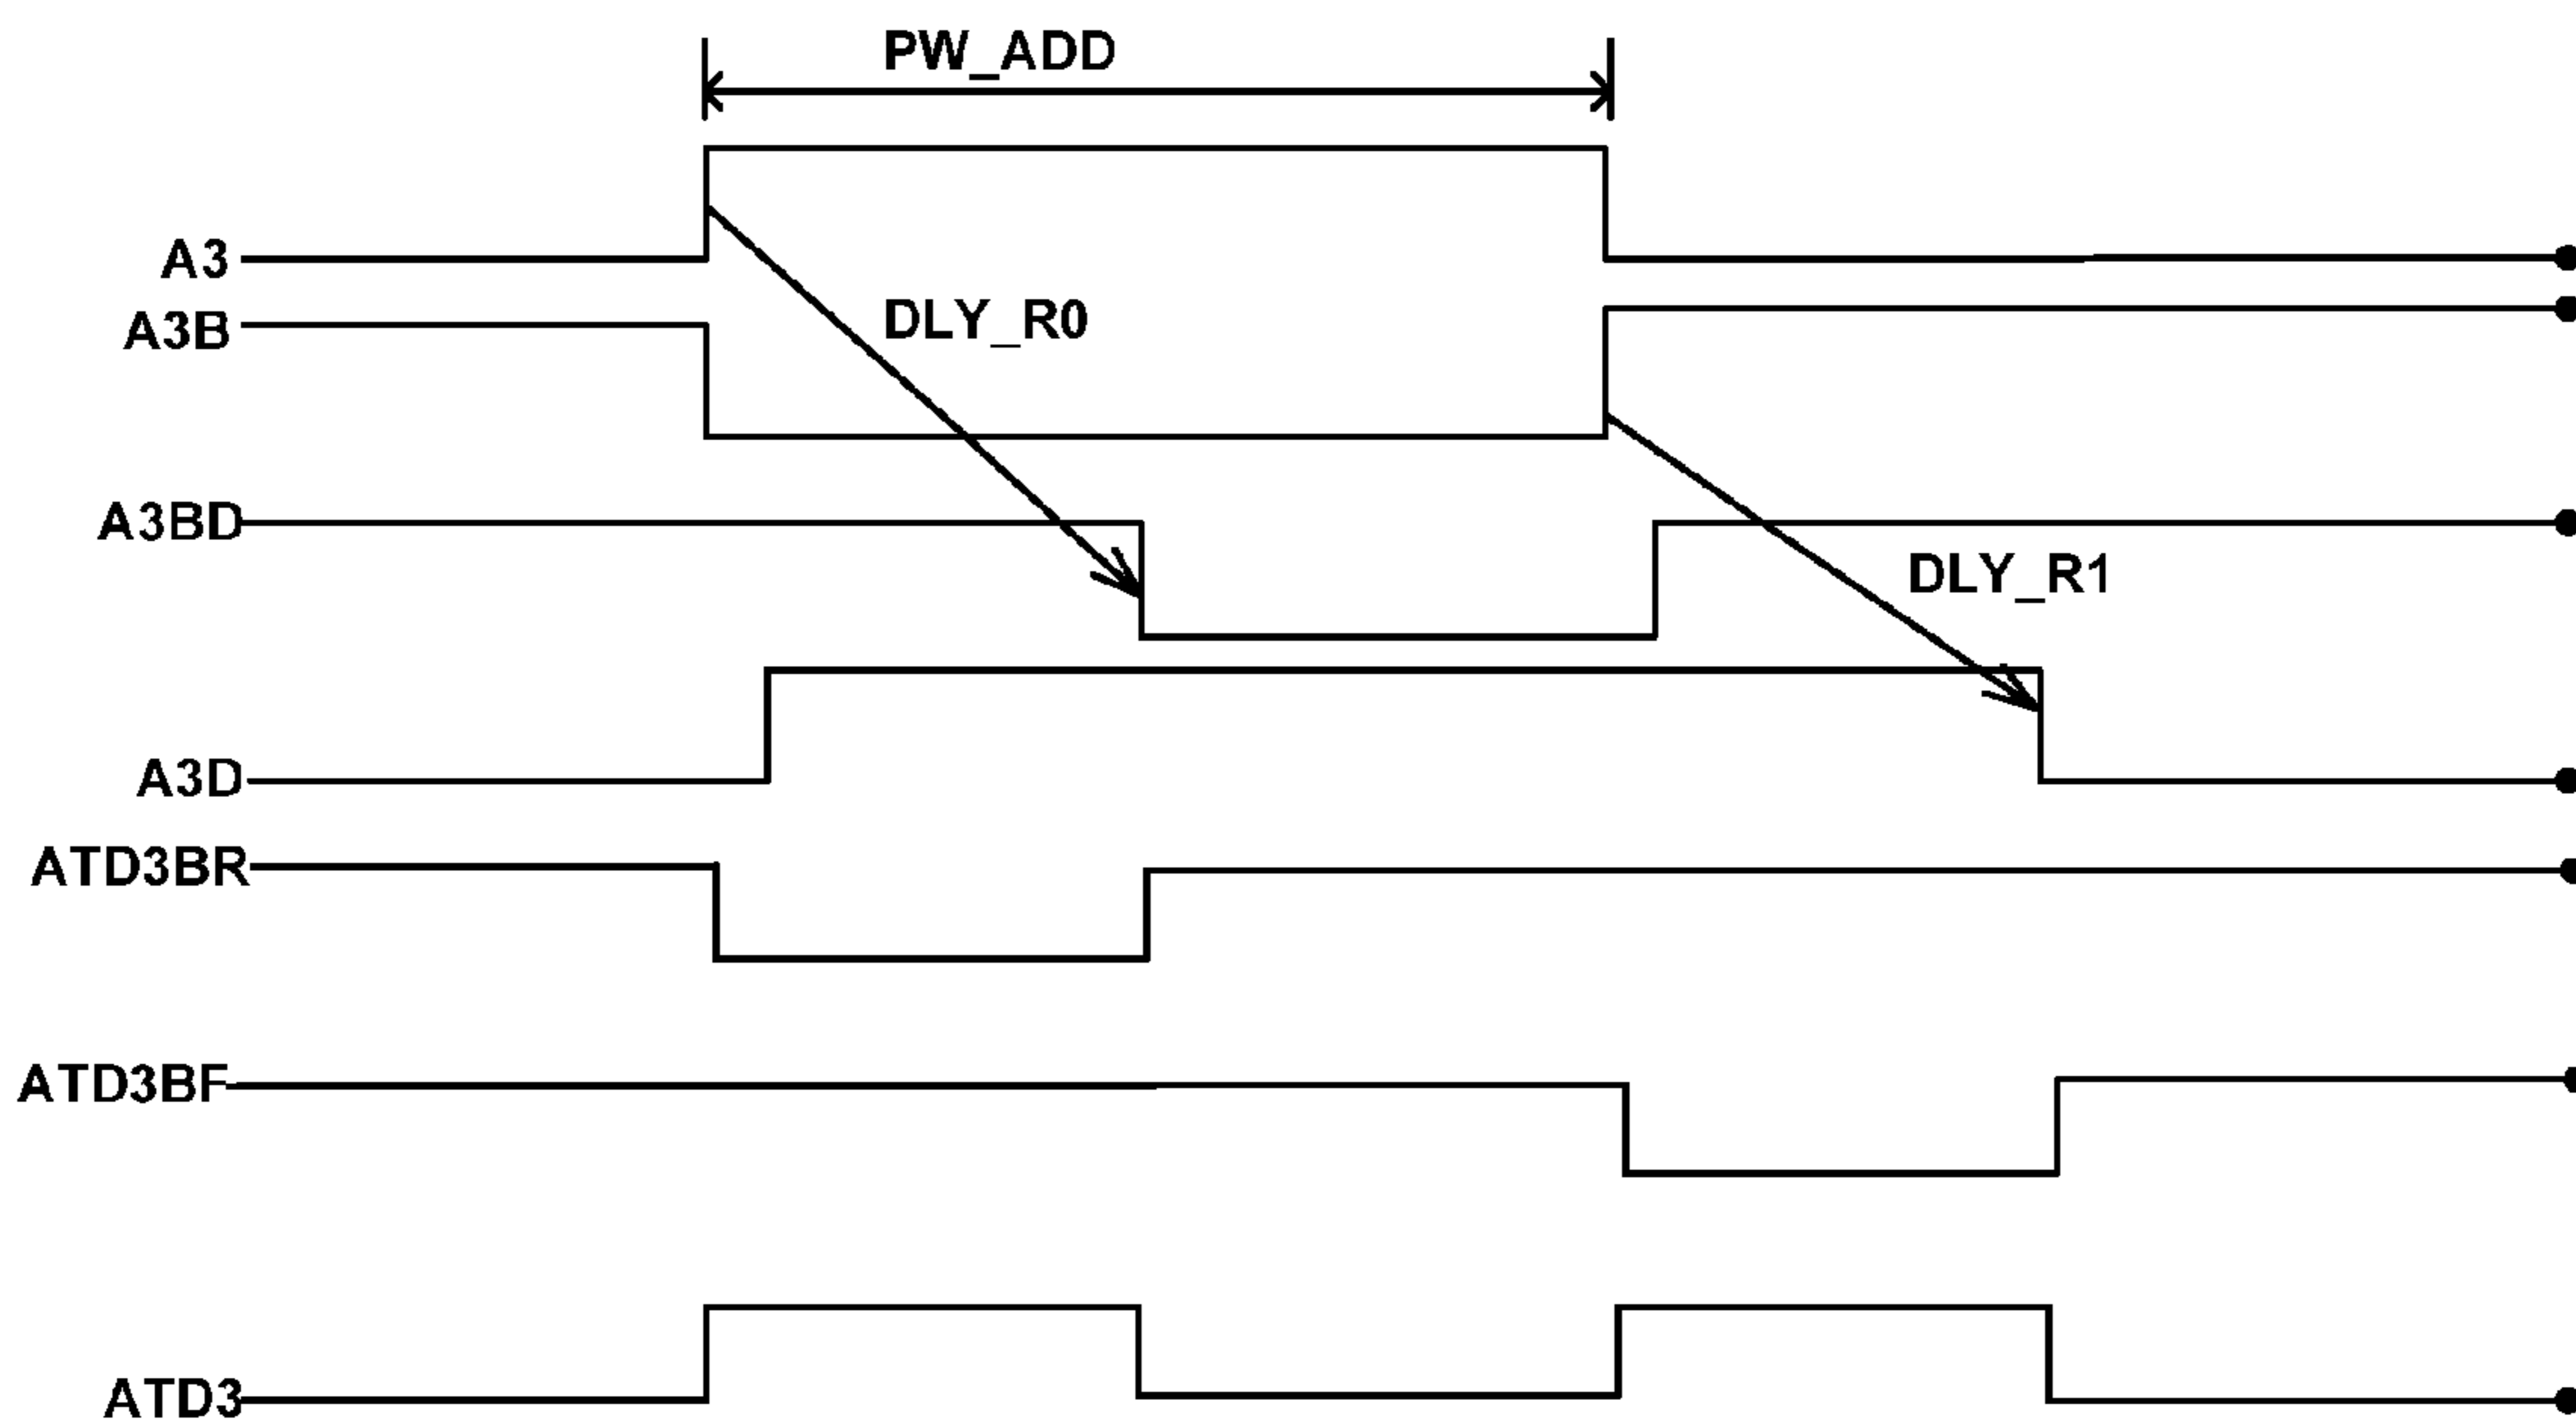 PW_ADD
A3
DLY_R0
A3B
A3BD
DLY_R1
A3D
ATD3BR
ATD3BF
ATD3